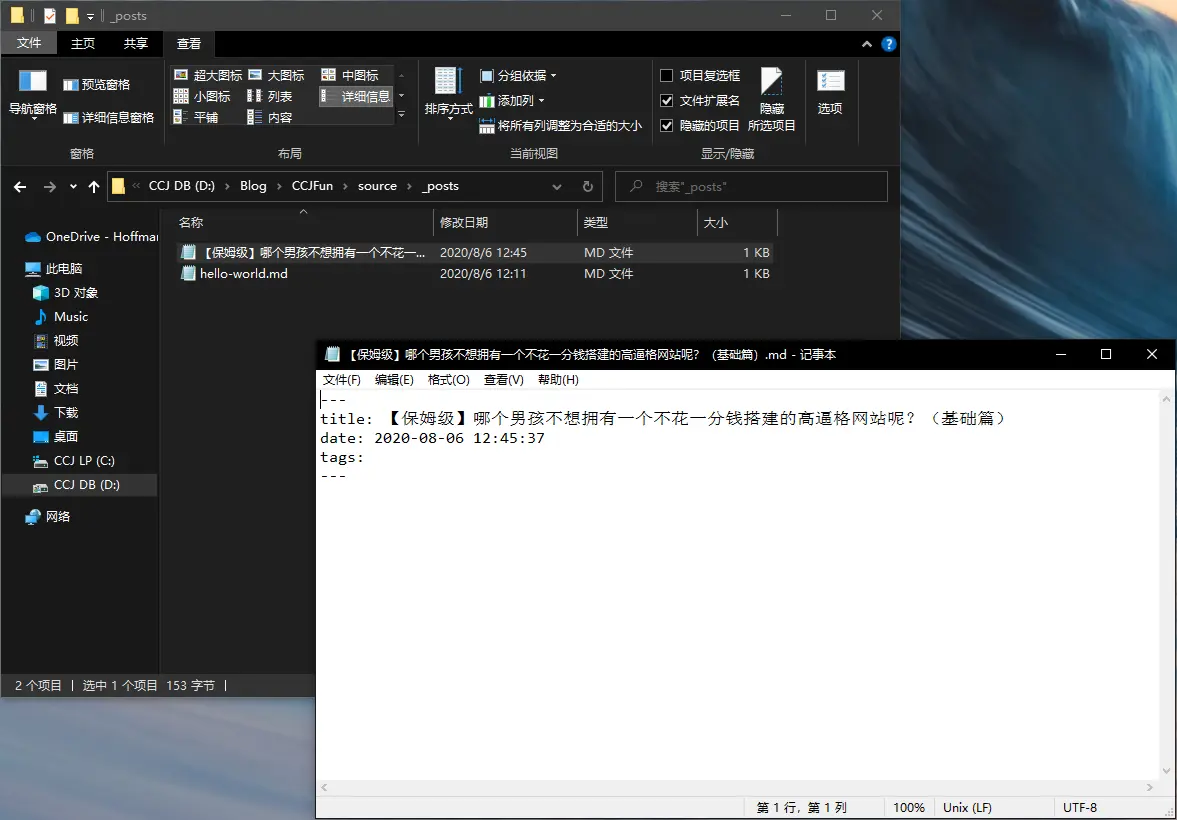 _posts
文件 主页 共享 查看
导航窗格 预览窗格 详细信息窗格
超大图标 大图标 中图标
小图标 列表 详细信息
平铺 内容
排序方式 分组依据 添加列 将所有列调整为合适的大小
项目复选框
文件扩展名
隐藏的项目
隐藏
所选项目
选项
窗格 布局 当前视图 显示/隐藏
« CCJ DB (D:) › Blog › CCJFun › source › _posts
搜索"_posts"
名称 修改日期 类型 大小
【保姆级】哪个男孩不想拥有一个不花一... 2020/8/6 12:45 MD 文件 1 KB
hello-world.md 2020/8/6 12:11 MD 文件 1 KB
OneDrive - Hoffma
此电脑
3D 对象
Music
视频
图片
文档
下载
桌面
CCJ LP (C:)
CCJ DB (D:)
网络
2 个项目 选中 1 个项目 153 字节
【保姆级】哪个男孩不想拥有一个不花一分钱搭建的高逼格网站呢？（基础篇）.md - 记事本
文件(F) 编辑(E) 格式(O) 查看(V) 帮助(H)
---
title: 【保姆级】哪个男孩不想拥有一个不花一分钱搭建的高逼格网站呢？（基础篇）
date: 2020-08-06 12:45:37
tags:
---
第 1 行，第 1 列 100% Unix (LF) UTF-8